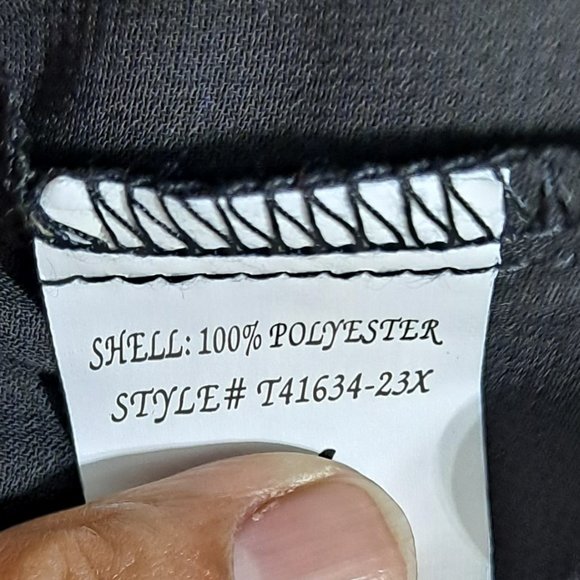 SHELL: 100% POLYESTER
STYLE# T41634-23X